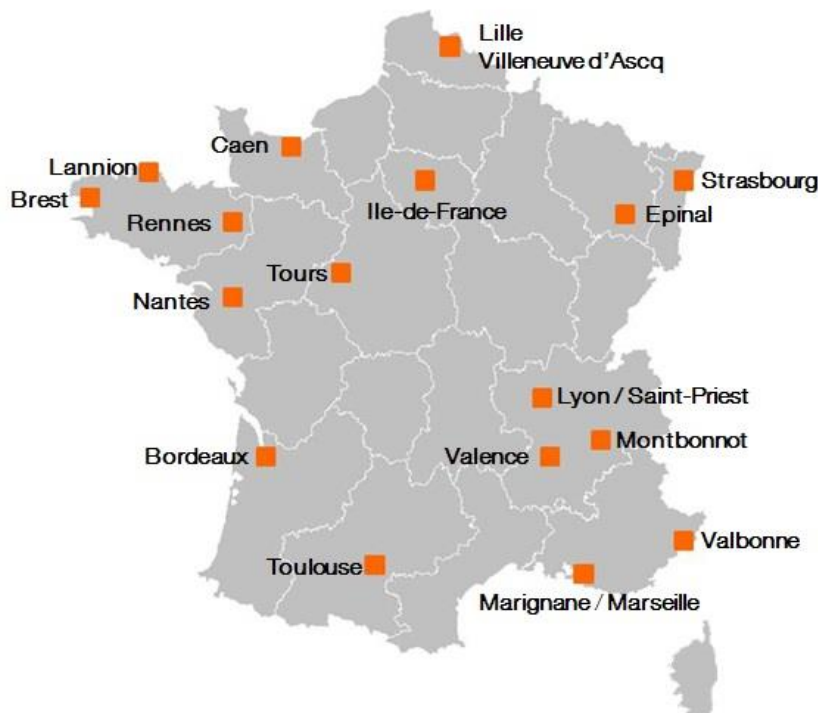 Lille
Villeneuve d'Ascq
Caen
Lannion
Strasbourg
Brest
Ile-de-France
Epinal
Rennes
Tours
Nantes
Lyon / Saint-Priest
Montbonnot
Bordeaux
Valence
Valbonne
Toulouse
Marignane / Marseille